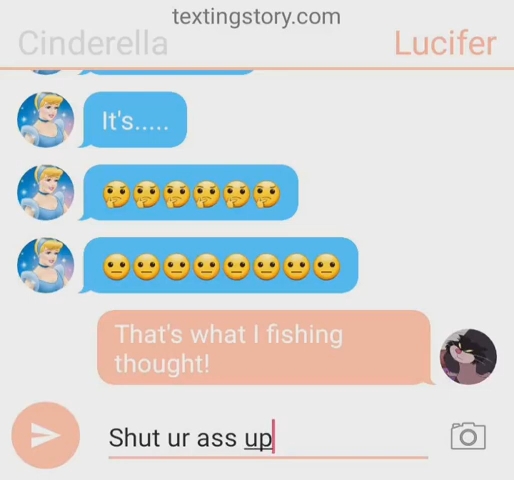 textingstory.com
Cinderella
Lucifer
It's.....
🤔🤔🤔🤔🤔🤔
😐😐😐😐😐😐😐😐
That's what I fishing
thought!
Shut ur ass up